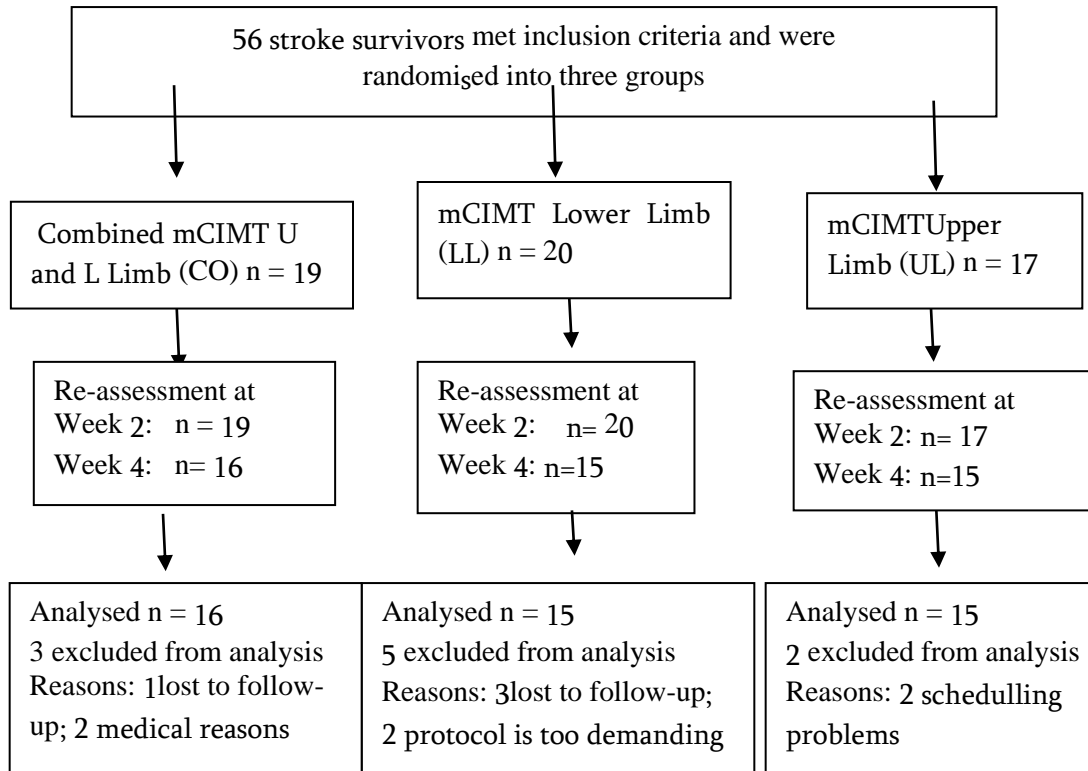 56 stroke survivors met inclusion criteria and were
randomised into three groups
Combined mCIMT U
and L Limb (CO) n = 19
mCIMT Lower Limb
(LL) n = 20
mCIMTUpper
Limb (UL) n = 17
Re-assessment at
Week 2: n = 19
Week 4: n= 16
Re-assessment at
Week 2: n= 20
Week 4: n=15
Re-assessment at
Week 2: n= 17
Week 4: n=15
Analysed n = 16
3 excluded from analysis
Reasons: 1lost to follow-
up; 2 medical reasons
Analysed n = 15
5 excluded from analysis
Reasons: 3lost to follow-up;
2 protocol is too demanding
Analysed n = 15
2 excluded from analysis
Reasons: 2 schedulling
problems